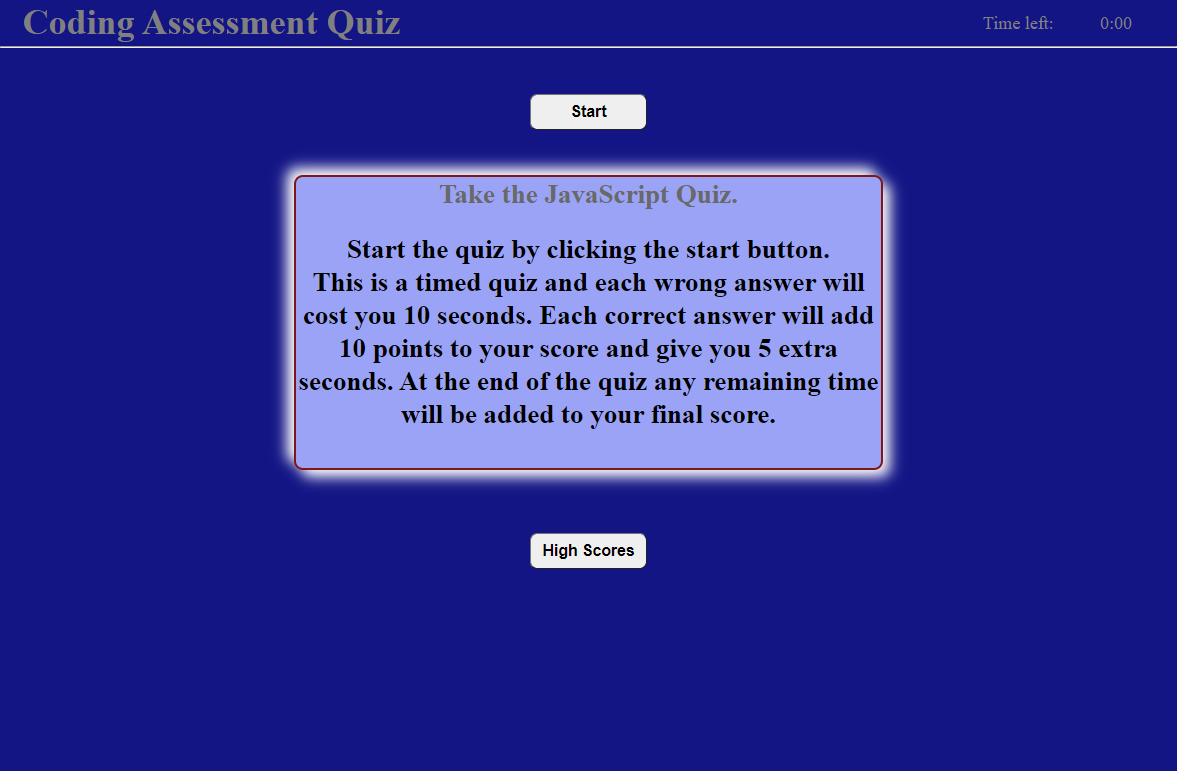 Coding Assessment Quiz
Time left: 0:00
Start
Take the JavaScript Quiz.
Start the quiz by clicking the start button.
This is a timed quiz and each wrong answer will
cost you 10 seconds. Each correct answer will add
10 points to your score and give you 5 extra
seconds. At the end of the quiz any remaining time
will be added to your final score.
High Scores